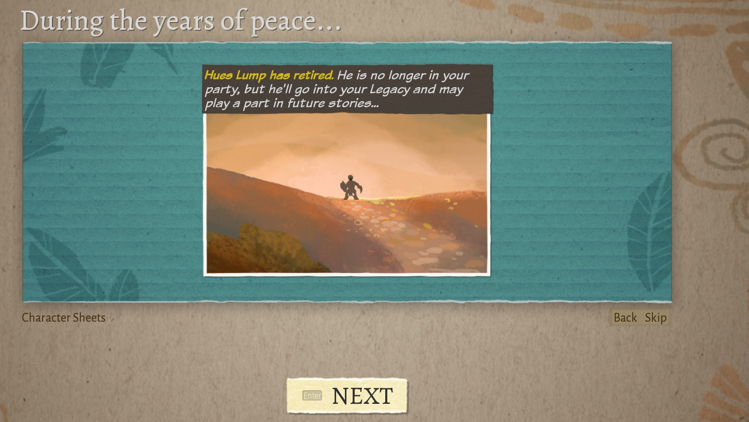 During the years of peace...
Hues Lump has retired. He is no longer in your
party, but he'll go into your Legacy and may
play a part in future stories...
Character Sheets
Back Skip
Enter NEXT